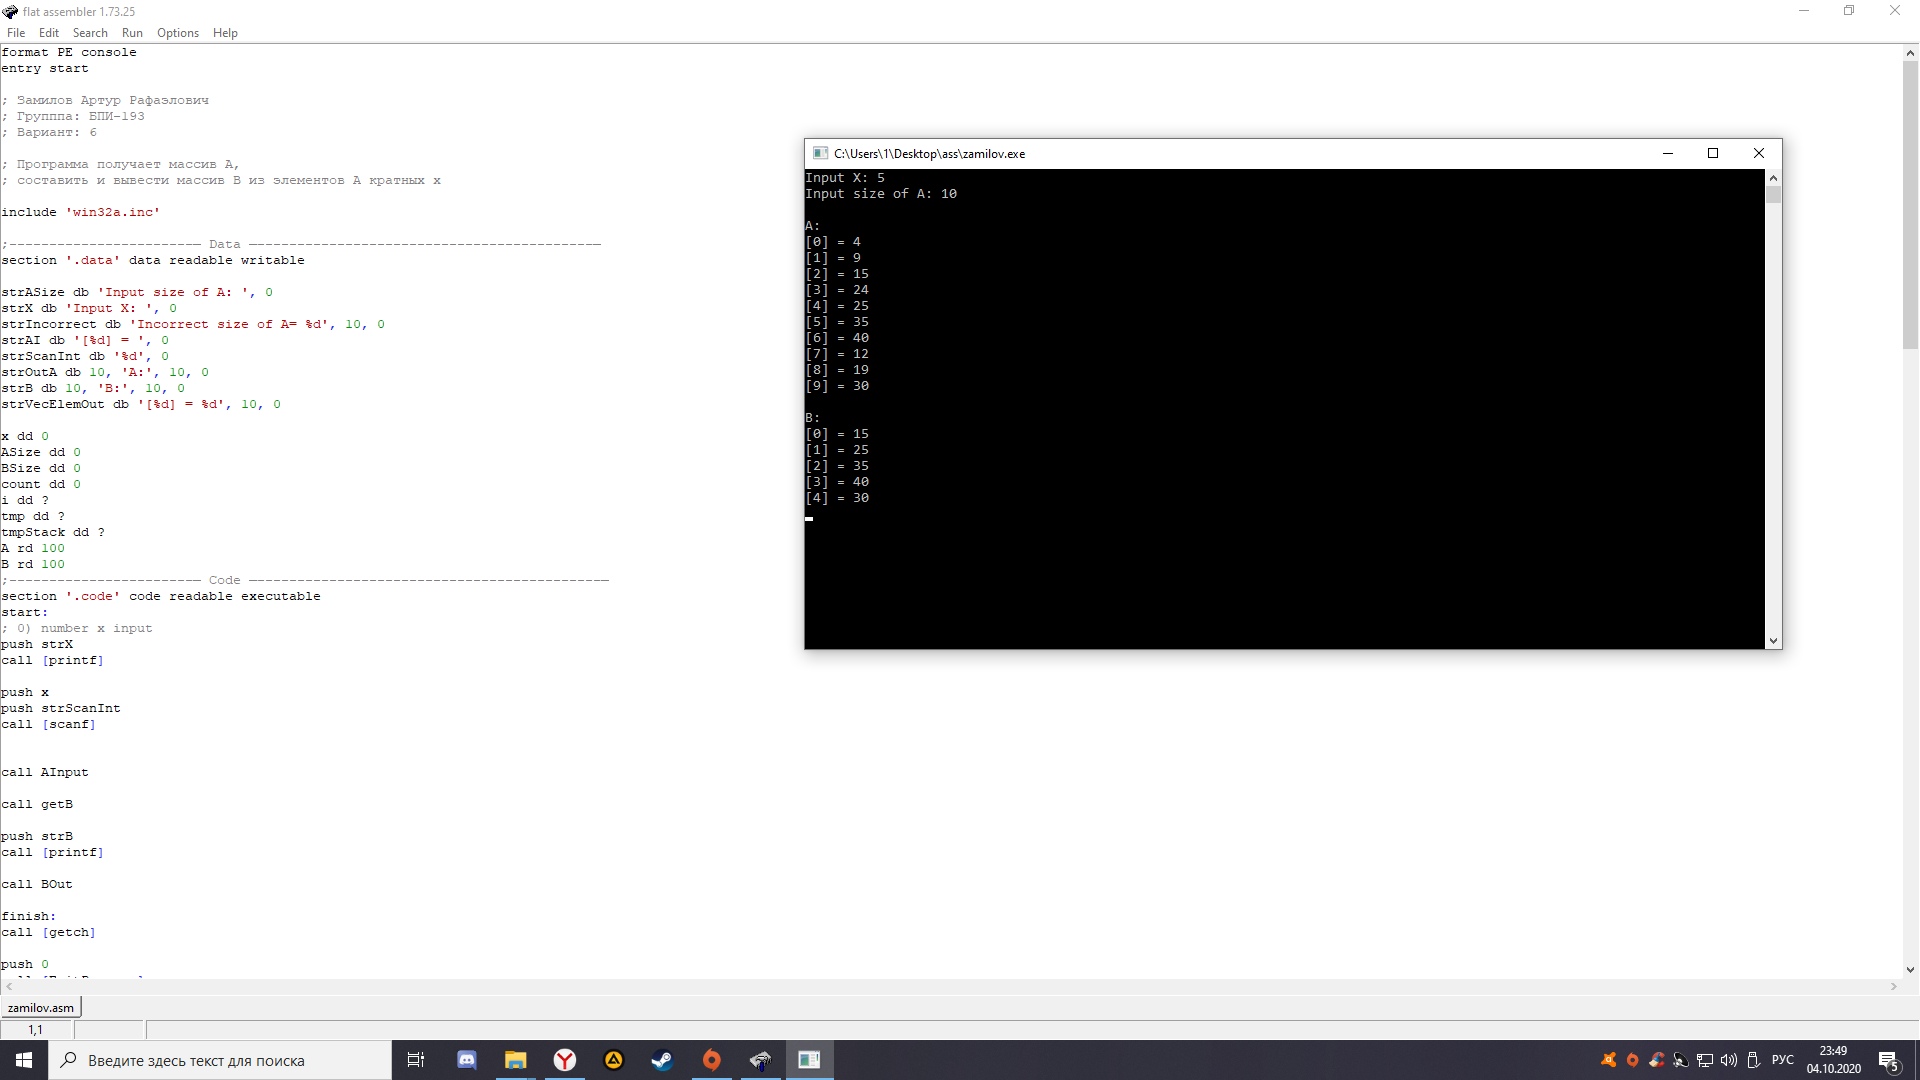 flat assembler 1.73.25
File Edit Search Run Options Help
format PE console
entry start
; Замилов Артур Рафаэлович
; Групппа: БПИ-193
; Вариант: 6
; Программа получает массив A,
; составить и вывести массив B из элементов A кратных x
include 'win32a.inc'
;------------------------ Data --------------------------------------------
section '.data' data readable writable
strASize db 'Input size of A: ', 0
strX db 'Input X: ', 0
strIncorrect db 'Incorrect size of A= %d', 10, 0
strAI db '[%d] = ', 0
strScanInt db '%d', 0
strOutA db 10, 'A:', 10, 0
strB db 10, 'B:', 10, 0
strVecElemOut db '[%d] = %d', 10, 0
x dd 0
ASize dd 0
BSize dd 0
count dd 0
i dd ?
tmp dd ?
tmpStack dd ?
A rd 100
B rd 100
;------------------------ Code ---------------------------------------------
section '.code' code readable executable
start:
; 0) number x input
push strX
call [printf]
push x
push strScanInt
call [scanf]
call AInput
call getB
push strB
call [printf]
call BOut
finish:
call [getch]
push 0
zamilov.asm
1,1
C:\Users\1\Desktop\ass\zamilov.exe
Input X: 5
Input size of A: 10
A:
[0] = 4
[1] = 9
[2] = 15
[3] = 24
[4] = 25
[5] = 35
[6] = 40
[7] = 12
[8] = 19
[9] = 30
B:
[0] = 15
[1] = 25
[2] = 35
[3] = 40
[4] = 30
Введите здесь текст для поиска
РУС
23:49
04.10.2020
5